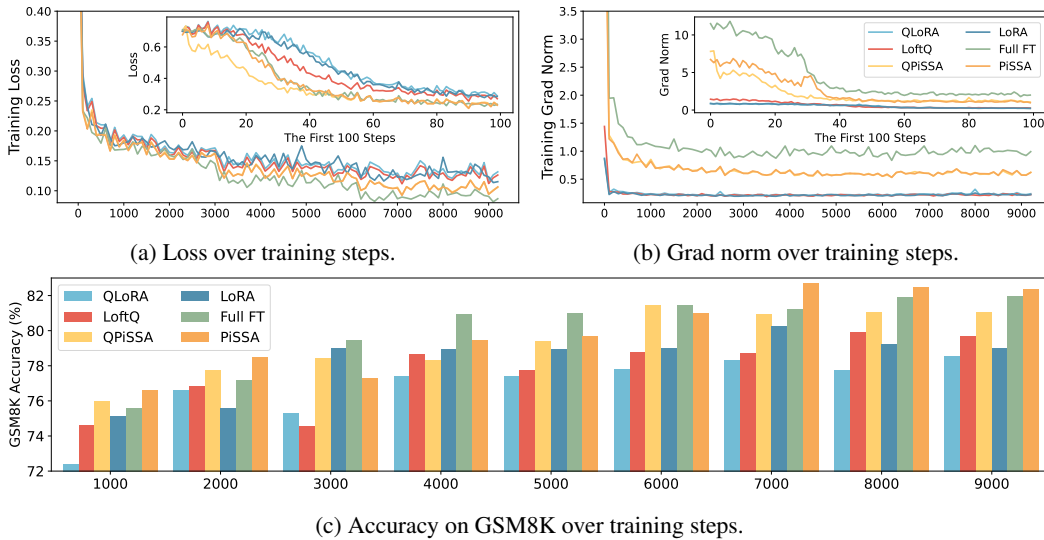 0.40
0.35
0.30
0.25
0.20
0.15
0.10
Training Loss
0.6
0.4
0.2
Loss
0 20 40 60 80 100
The First 100 Steps
0 1000 2000 3000 4000 5000 6000 7000 8000 9000
(a) Loss over training steps.
3.5
3.0
2.5
2.0
1.5
1.0
0.5
Training Grad Norm
10
5
0
Grad Norm
QLoRA LoRA
LoftQ Full FT
QPiSSA PiSSA
0 20 40 60 80 100
The First 100 Steps
0 1000 2000 3000 4000 5000 6000 7000 8000 9000
(b) Grad norm over training steps.
82
80
78
76
74
72
GSM8K Accuracy (%)
QLoRA LoRA
LoftQ Full FT
QPiSSA PiSSA
1000 2000 3000 4000 5000 6000 7000 8000 9000
(c) Accuracy on GSM8K over training steps.